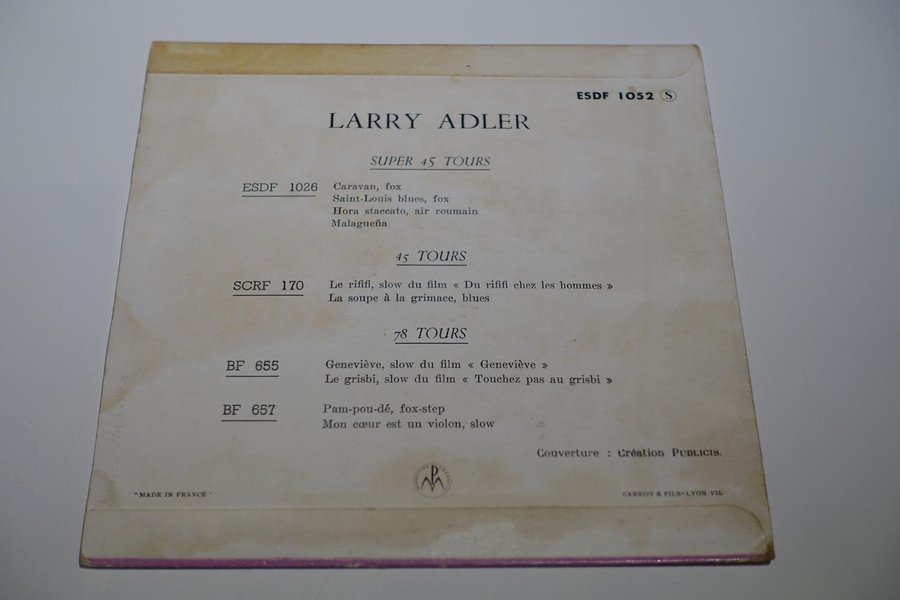 ESDF 1052 S
LARRY ADLER
SUPER 45 TOURS
ESDF 1026 Caravan, fox
Saint-Louis blues, fox
Hora staccato, air roumain
Malagueña
45 TOURS
SCRF 170 Le rififi, slow du film « Du rififi chez les hommes »
La soupe à la grimace, blues
78 TOURS
BF 655 Geneviève, slow du film « Geneviève »
Le grisbi, slow du film « Touchez pas au grisbi »
BF 657 Pam-pou-dé, fox-step
Mon cœur est un violon, slow
Couverture : Création PUBLICIS.
"MADE IN FRANCE"
CARRON & FILS-LYON-VII.